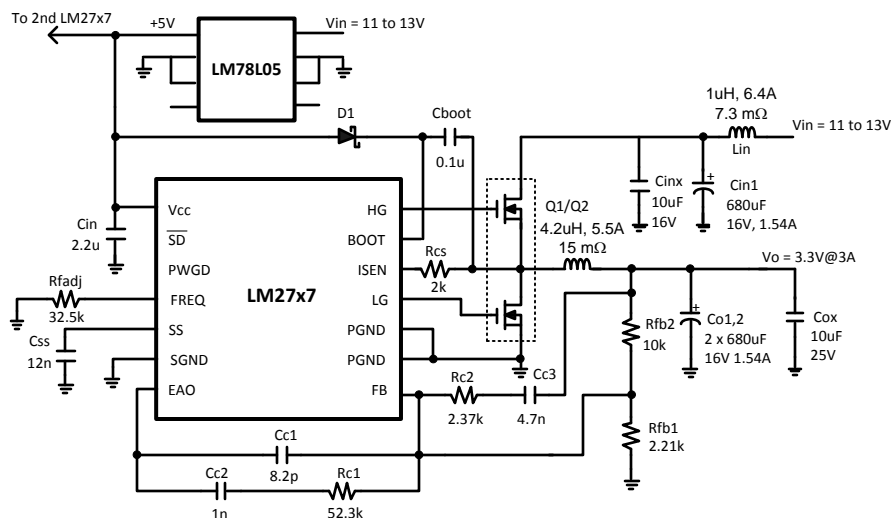 To 2nd LM27x7
+5V
Vin = 11 to 13V
LM78L05
D1
Cboot
0.1u
1uH, 6.4A
7.3 mΩ
Lin
Vin = 11 to 13V
Cinx
10uF
16V
+
Cin1
680uF
16V, 1.54A
Cin
2.2u
Vcc
SD
PWGD
FREQ
SS
SGND
EAO
LM27x7
HG
BOOT
ISEN
LG
PGND
PGND
FB
Rfadj
32.5k
Css
12n
Rcs
2k
Q1/Q2
4.2uH, 5.5A
15 mΩ
Vo = 3.3V@3A
Rfb2
10k
+
Co1,2
2 x 680uF
16V 1.54A
Cox
10uF
25V
Rc2
2.37k
Cc3
4.7n
Rfb1
2.21k
Cc1
8.2p
Cc2
1n
Rc1
52.3k